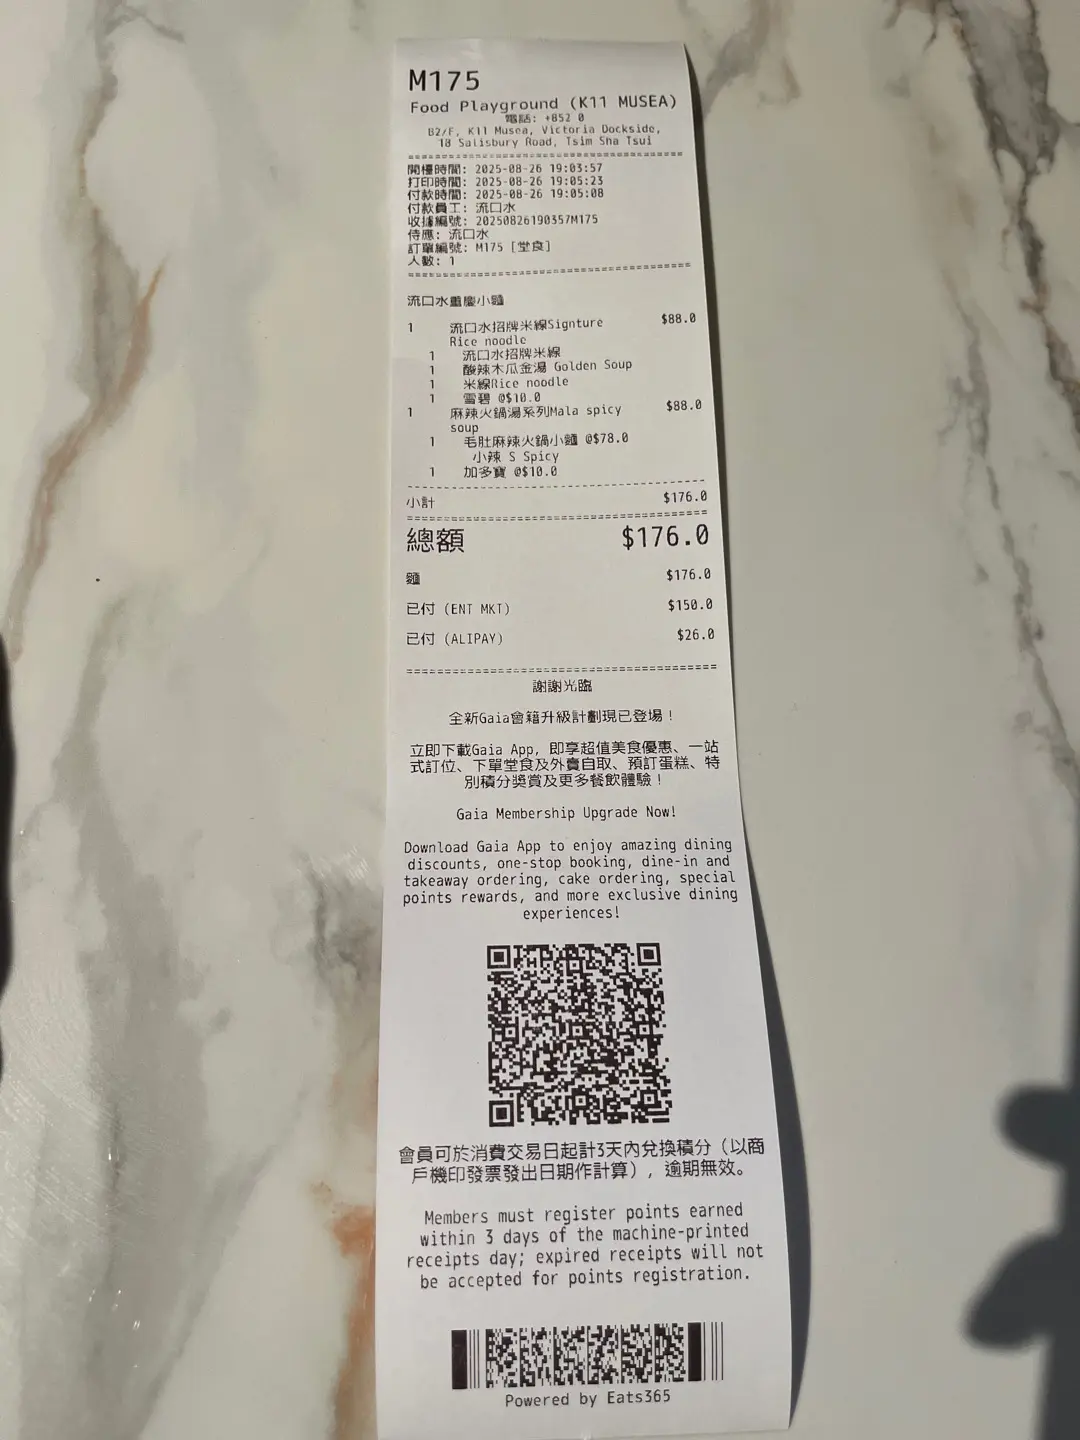 M175
Food Playground (K11 MUSEA)
電話: +852 0
B2/F, K11 Musea, Victoria Dockside,
18 Salisbury Road, Tsim Sha Tsui
開檯時間: 2025-08-26 19:03:57
打印時間: 2025-08-26 19:05:23
付款時間: 2025-08-26 19:05:08
付款員工: 流口水
收據編號: 20250826190357M175
侍應: 流口水
訂單編號: M175 [堂食]
人數: 1
流口水重慶小麵
1 流口水招牌米線Signture $88.0
Rice noodle
1 流口水招牌米線
1 酸辣木瓜金湯 Golden Soup
1 米線Rice noodle
1 雪碧 @$10.0
1 麻辣火鍋湯系列Mala spicy $88.0
soup
1 毛肚麻辣火鍋小麵 @$78.0
小辣 S Spicy
1 加多寶 @$10.0
小計 $176.0
總額 $176.0
麵 $176.0
已付 (ENT MKT) $150.0
已付 (ALIPAY) $26.0
謝謝光臨
全新Gaia會籍升級計劃現已登場！
立即下載Gaia App, 即享超值美食優惠、一站
式訂位、下單堂食及外賣自取、預訂蛋糕、特
別積分獎賞及更多餐飲體驗！
Gaia Membership Upgrade Now!
Download Gaia App to enjoy amazing dining
discounts, one-stop booking, dine-in and
takeaway ordering, cake ordering, special
points rewards, and more exclusive dining
experiences!
會員可於消費交易日起計3天內兌換積分（以商
戶機印發票發出日期作計算）, 逾期無效。
Members must register points earned
within 3 days of the machine-printed
receipts day; expired receipts will not
be accepted for points registration.
Powered by Eats365